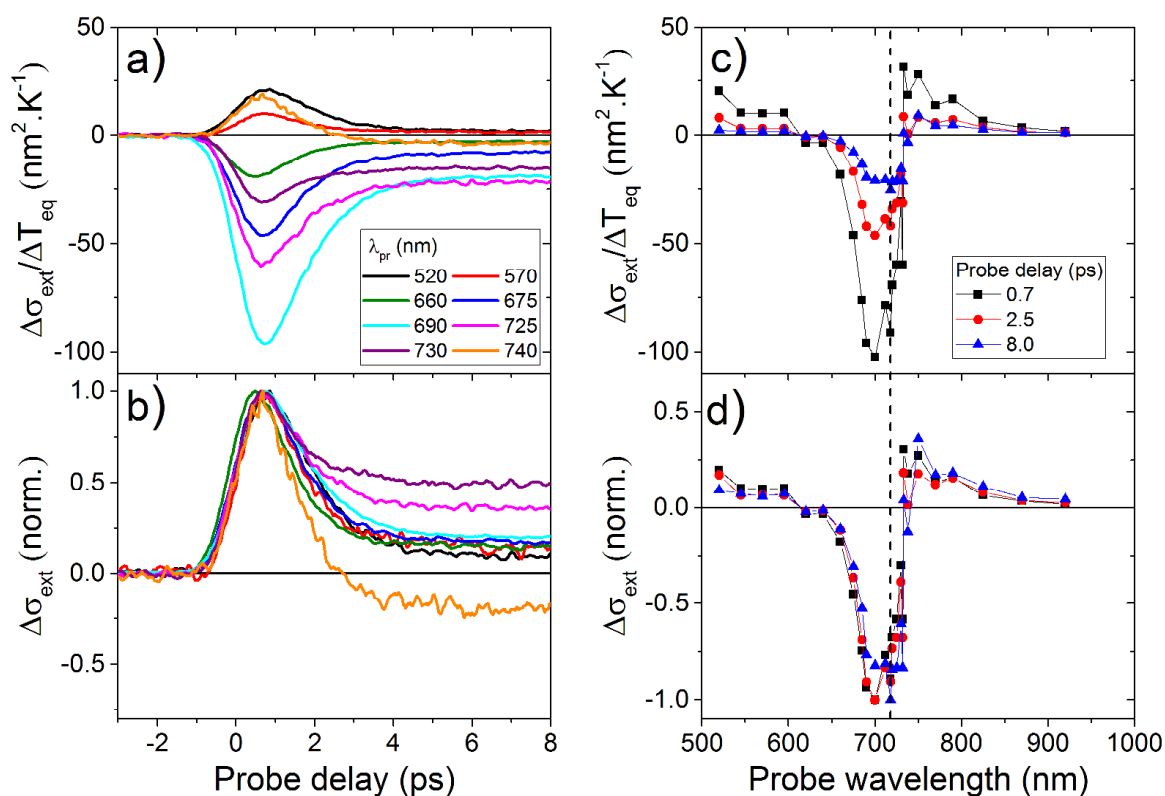 a)
50
0
-50
-100
Δσext/ΔTeq (nm².K⁻¹)
λpr (nm)
520 570
660 675
690 725
730 740
b)
1.0
0.5
0.0
-0.5
Δσext (norm.)
-2 0 2 4 6 8
Probe delay (ps)
c)
50
0
-50
-100
Δσext/ΔTeq (nm².K⁻¹)
Probe delay (ps)
0.7
2.5
8.0
d)
0.5
0.0
-0.5
-1.0
Δσext (norm.)
500 600 700 800 900 1000
Probe wavelength (nm)